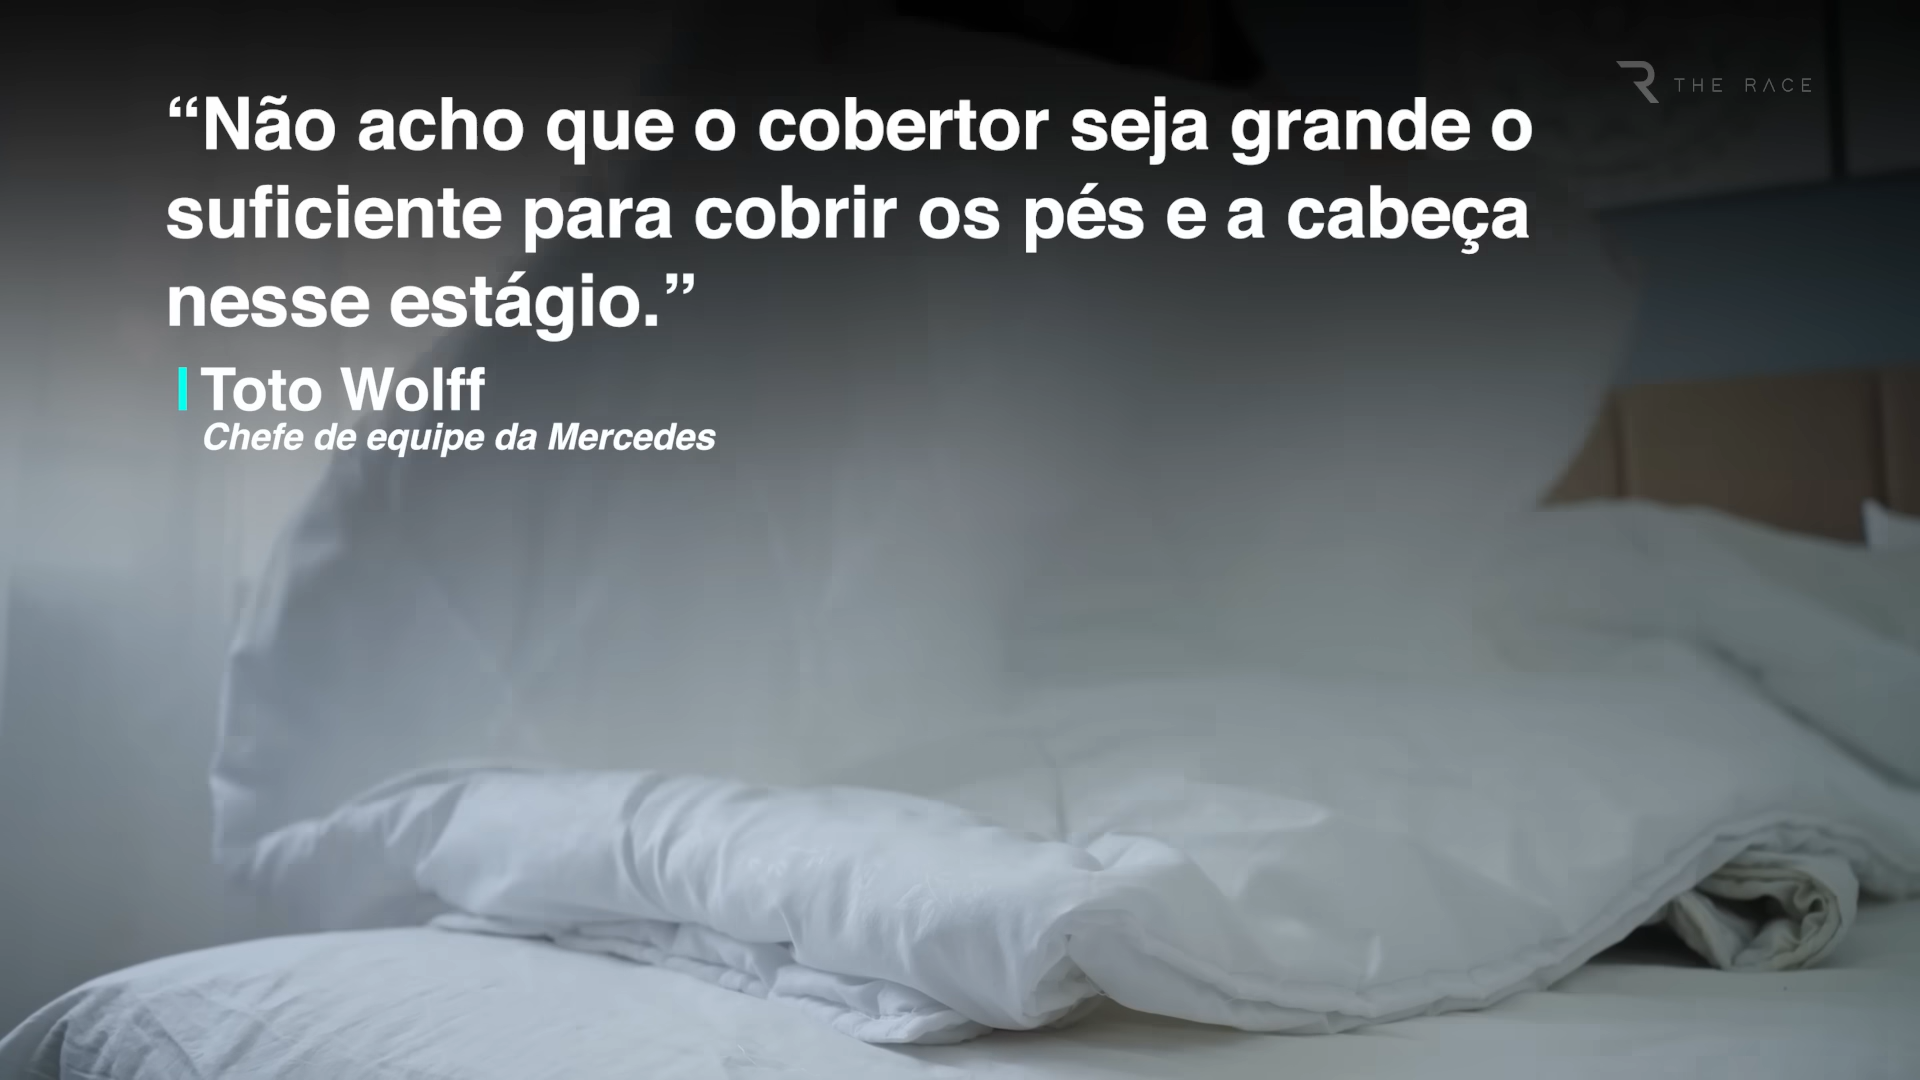 THE RACE
“Não acho que o cobertor seja grande o
suficiente para cobrir os pés e a cabeça
nesse estágio.”
Toto Wolff
Chefe de equipe da Mercedes